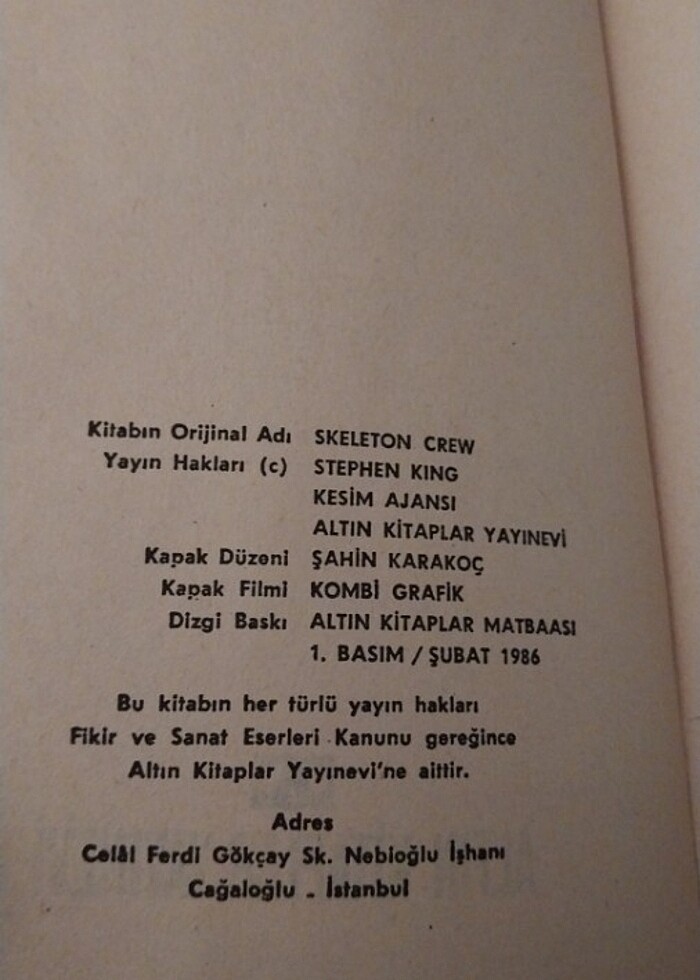 Kitabın Orijinal Adı SKELETON CREW
Yayın Hakları (c) STEPHEN KING
KESİM AJANSI
ALTIN KİTAPLAR YAYINEVİ
Kapak Düzeni ŞAHİN KARAKOÇ
Kapak Filmi KOMBİ GRAFİK
Dizgi Baskı ALTIN KİTAPLAR MATBAASI
1. BASIM / ŞUBAT 1986
Bu kitabın her türlü yayın hakları
Fikir ve Sanat Eserleri Kanunu gereğince
Altın Kitaplar Yayınevi'ne aittir.
Adres
Celâl Ferdi Gökçay Sk. Nebioğlu İşhanı
Cağaloğlu - İstanbul